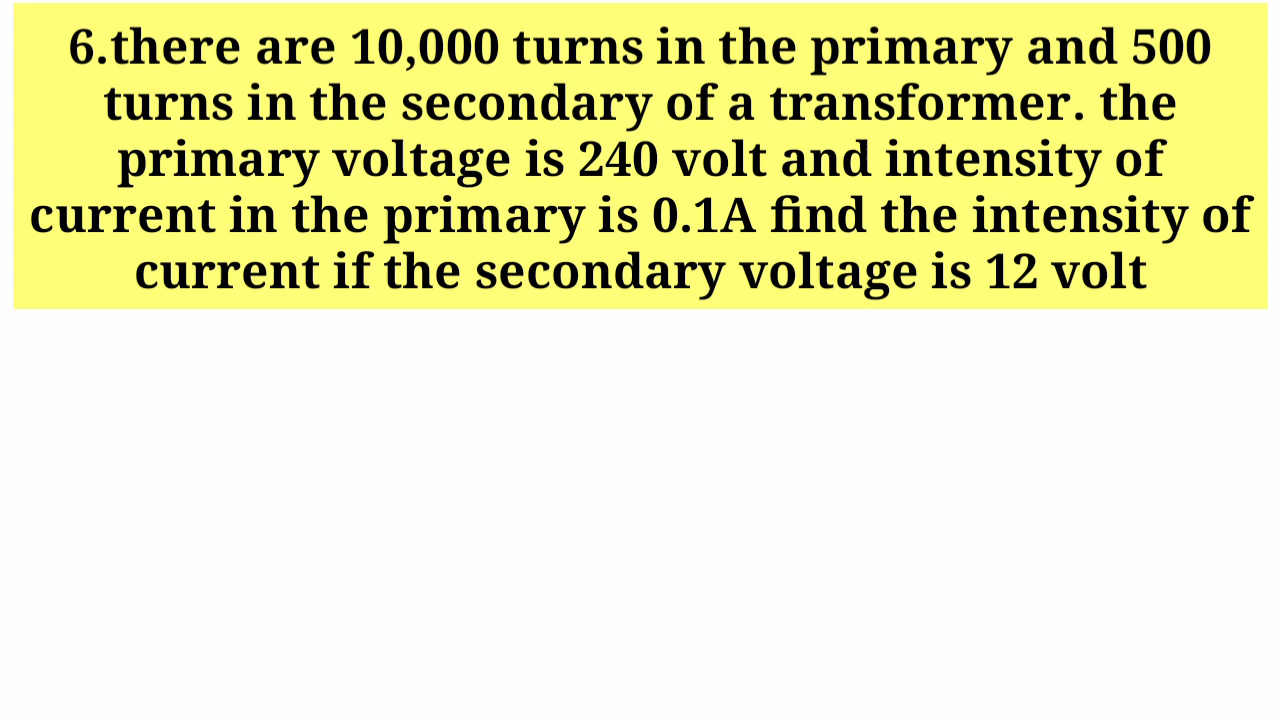 6.there are 10,000 turns in the primary and 500
turns in the secondary of a transformer. the
primary voltage is 240 volt and intensity of
current in the primary is 0.1A find the intensity of
current if the secondary voltage is 12 volt